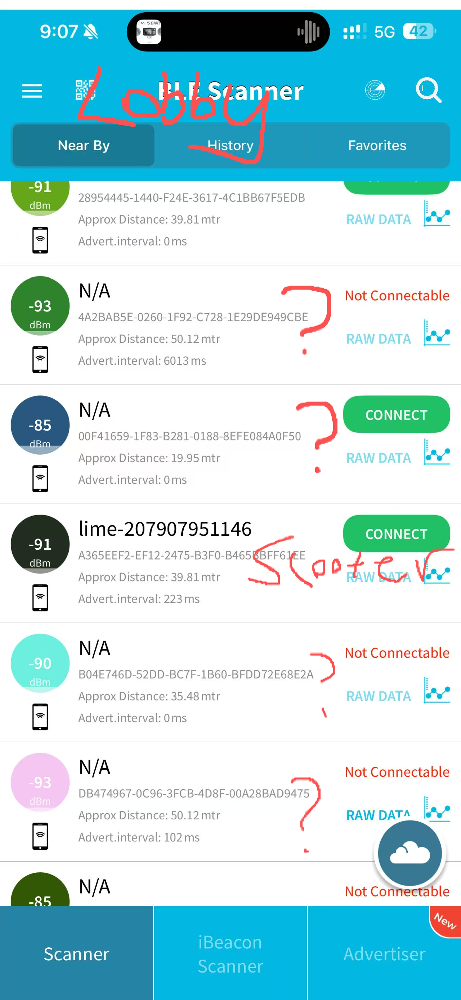 I'M SORRY
9:07
5G
42
BLE Scanner
Lobby
Near By
History
Favorites
-91
dBm
28954445-1440-F24E-3617-4C1BB67F5EDB
Approx Distance: 39.81 mtr
Advert.interval: 0 ms
RAW DATA
-93
dBm
N/A
4A2BAB5E-0260-1F92-C728-1E29DE949CBE
Approx Distance: 50.12 mtr
Advert.interval: 6013 ms
?
Not Connectable
RAW DATA
-85
dBm
N/A
00F41659-1F83-B281-0188-8EFE084A0F50
Approx Distance: 19.95 mtr
Advert.interval: 0 ms
?
CONNECT
RAW DATA
-91
dBm
lime-207907951146
A365EEF2-EF12-2475-B3F0-B465BBFF61EE
Approx Distance: 39.81 mtr
Advert.interval: 223 ms
Scooter
CONNECT
RAW DATA
-90
dBm
N/A
B04E746D-52DD-BC7F-1B60-BFDD72E68E2A
Approx Distance: 35.48 mtr
Advert.interval: 0 ms
?
Not Connectable
RAW DATA
-93
dBm
N/A
DB474967-0C96-3FCB-4D8F-00A28BAD9475
Approx Distance: 50.12 mtr
Advert.interval: 102 ms
?
Not Connectable
RAW DATA
-85
N/A
Not Connectable
Scanner
iBeacon
Scanner
Advertiser
New